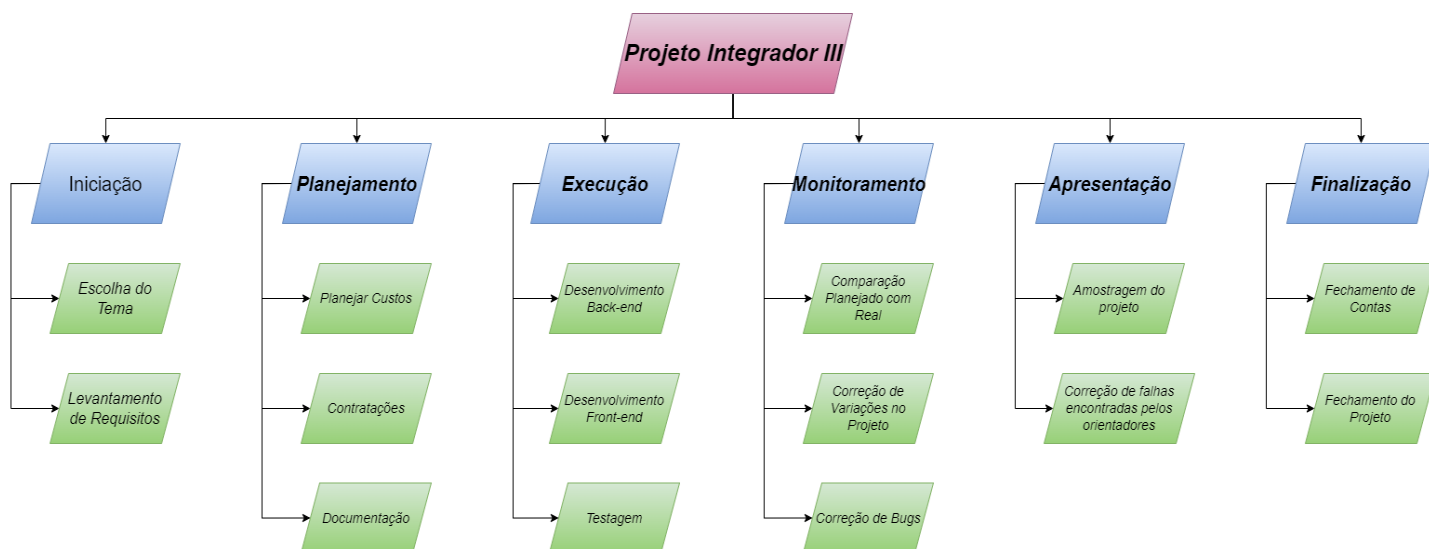 Projeto Integrador III
Iniciação
Planejamento
Execução
Monitoramento
Apresentação
Finalização
Escolha do
Tema
Planejar Custos
Desenvolvimento
Back-end
Comparação
Planejado com
Real
Amostragem do
projeto
Fechamento de
Contas
Levantamento
de Requisitos
Contratações
Desenvolvimento
Front-end
Correção de
Variações no
Projeto
Correção de falhas
encontradas pelos
orientadores
Fechamento do
Projeto
Documentação
Testagem
Correção de Bugs